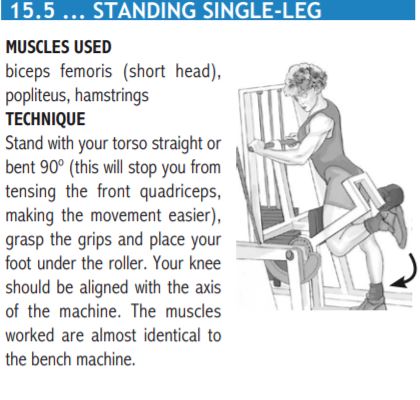 15.5 ... STANDING SINGLE-LEG
MUSCLES USED
biceps femoris (short head),
popliteus, hamstrings
TECHNIQUE
Stand with your torso straight or
bent 90º (this will stop you from
tensing the front quadriceps,
making the movement easier),
grasp the grips and place your
foot under the roller. Your knee
should be aligned with the axis
of the machine. The muscles
worked are almost identical to
the bench machine.